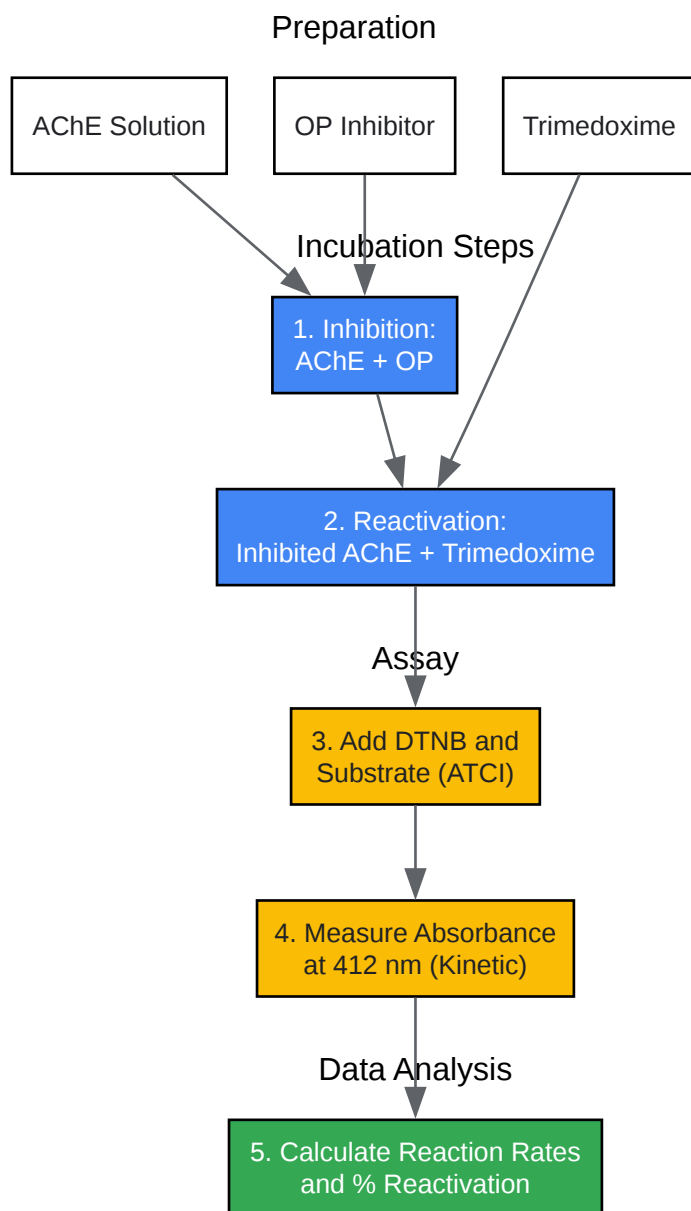 Preparation
AChE Solution
OP Inhibitor
Trimedoxime
Incubation Steps
1. Inhibition:
AChE + OP
2. Reactivation:
Inhibited AChE + Trimedoxime
Assay
3. Add DTNB and
Substrate (ATCI)
4. Measure Absorbance
at 412 nm (Kinetic)
Data Analysis
5. Calculate Reaction Rates
and % Reactivation